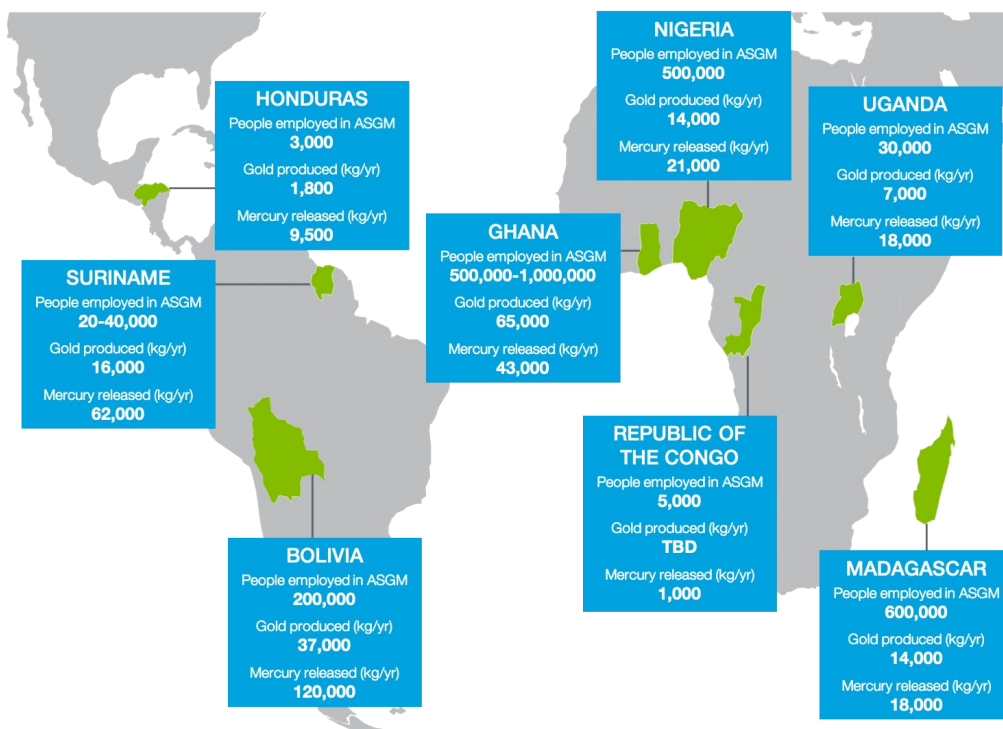 HONDURAS
People employed in ASGM
3,000
Gold produced (kg/yr)
1,800
Mercury released (kg/yr)
9,500
SURINAME
People employed in ASGM
20-40,000
Gold produced (kg/yr)
16,000
Mercury released (kg/yr)
62,000
BOLIVIA
People employed in ASGM
200,000
Gold produced (kg/yr)
37,000
Mercury released (kg/yr)
120,000
NIGERIA
People employed in ASGM
500,000
Gold produced (kg/yr)
14,000
Mercury released (kg/yr)
21,000
GHANA
People employed in ASGM
500,000-1,000,000
Gold produced (kg/yr)
65,000
Mercury released (kg/yr)
43,000
UGANDA
People employed in ASGM
30,000
Gold produced (kg/yr)
7,000
Mercury released (kg/yr)
18,000
REPUBLIC OF
THE CONGO
People employed in ASGM
5,000
Gold produced (kg/yr)
TBD
Mercury released (kg/yr)
1,000
MADAGASCAR
People employed in ASGM
600,000
Gold produced (kg/yr)
14,000
Mercury released (kg/yr)
18,000